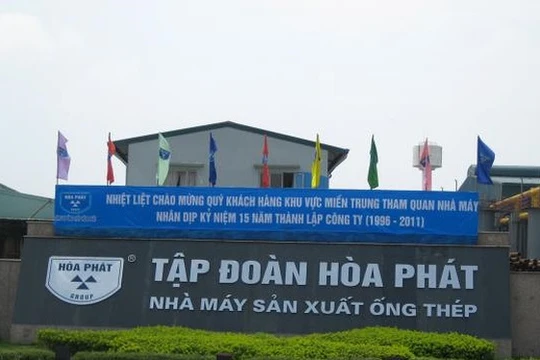 HÒA PHÁT
NHIỆT LIỆT CHÀO MỪNG QUÝ KHÁCH HÀNG KHU VỰC MIỀN TRUNG THAM QUAN NHÀ MÁY
NHÂN DỊP KỶ NIỆM 15 NĂM THÀNH LẬP CÔNG TY (1996 - 2011)
HÒA PHÁT ®
GROUP
TẬP ĐOÀN HÒA PHÁT
NHÀ MÁY SẢN XUẤT ỐNG THÉP